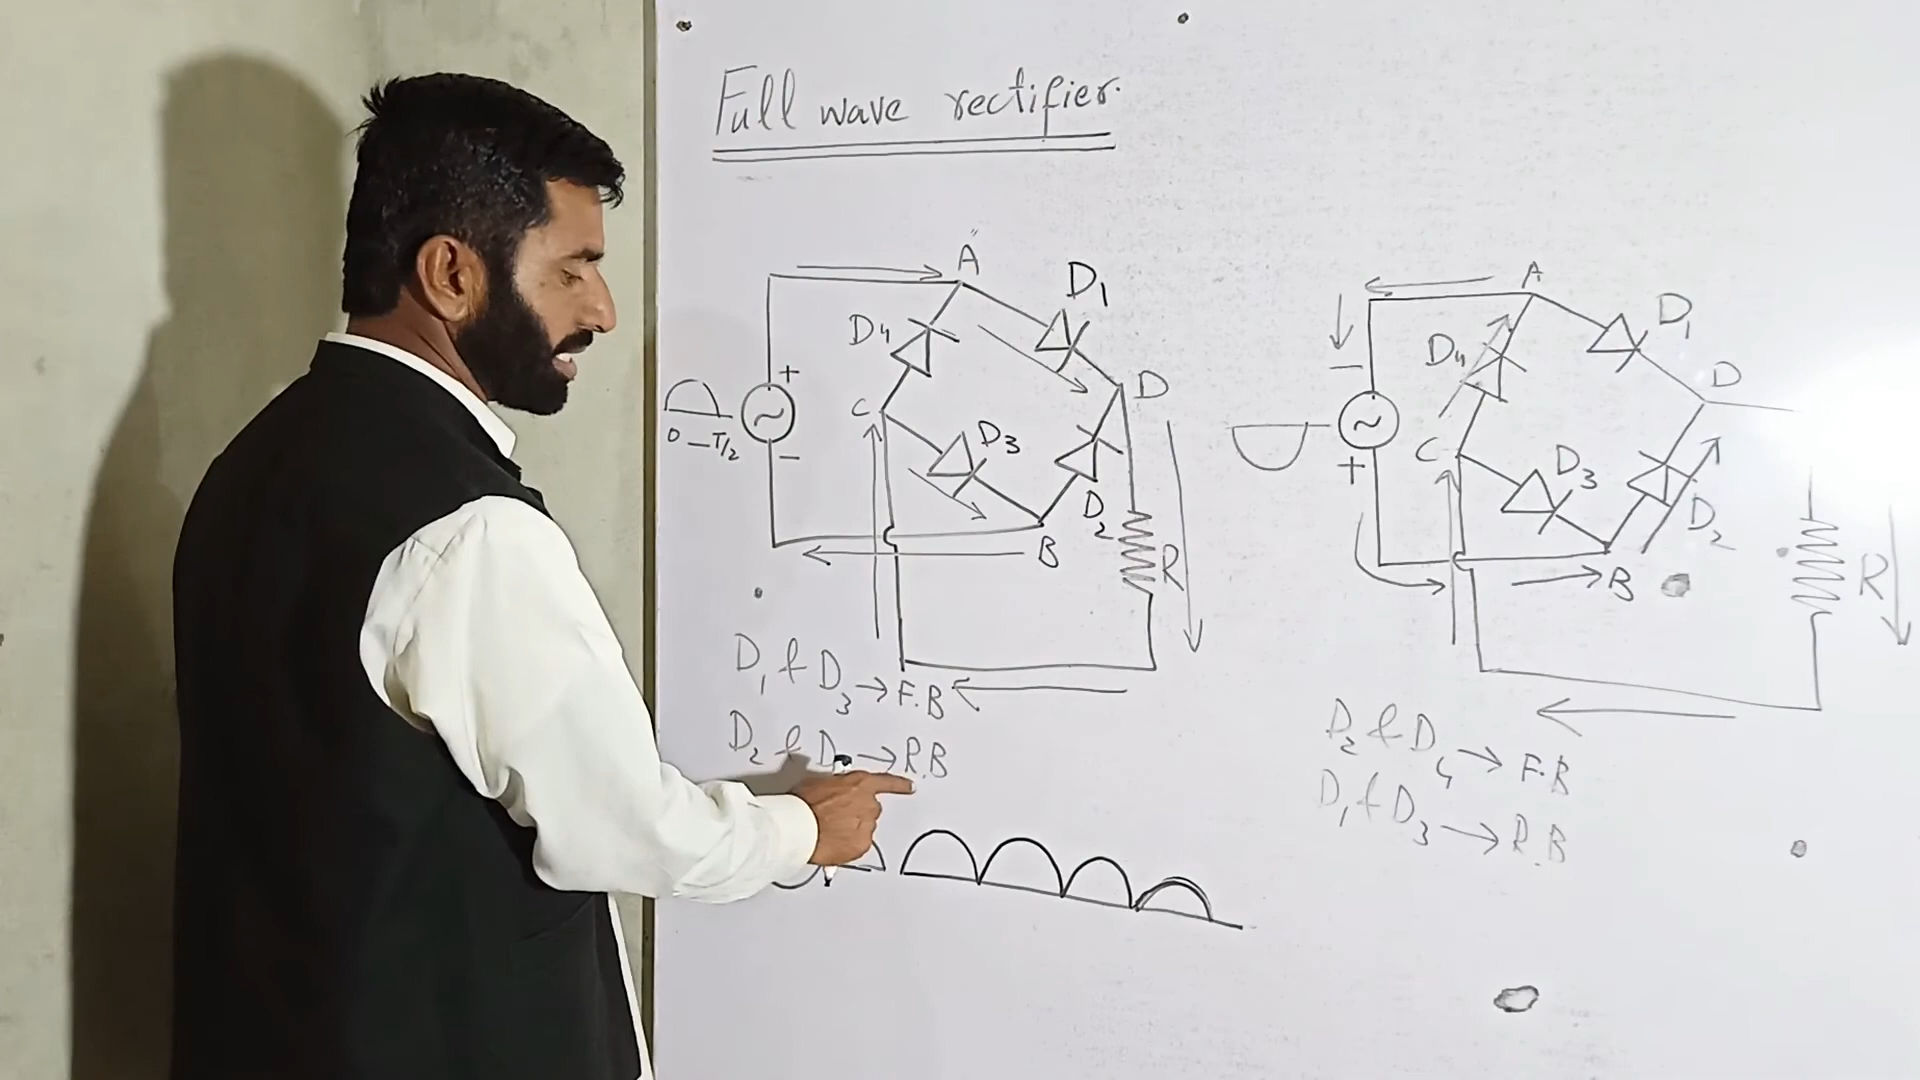 Full wave rectifier.
A
D1
D4
D
+
~
-
0 - T/2
C
D3
D2
B
R
D1 & D3 → F.B
D2 & D → R.B
A
D1
D4
D
-
~
+
C
D3
D2
B
R
D2 & D4 → F.B
D1 & D3 → R.B